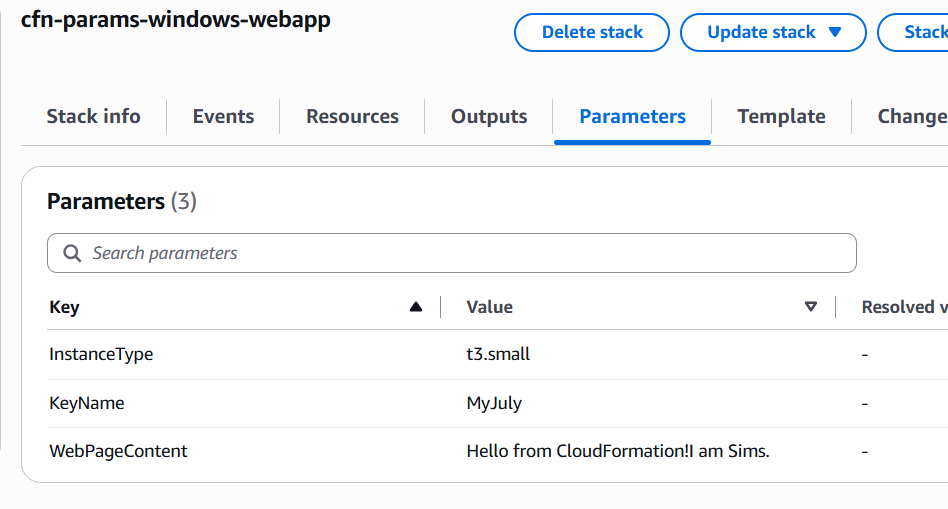 cfn-params-windows-webapp
Delete stack
Update stack
Stack
Stack info
Events
Resources
Outputs
Parameters
Template
Change
Parameters (3)
Search parameters
Key
Value
Resolved v
InstanceType
t3.small
-
KeyName
MyJuly
-
WebPageContent
Hello from CloudFormation!I am Sims.
-